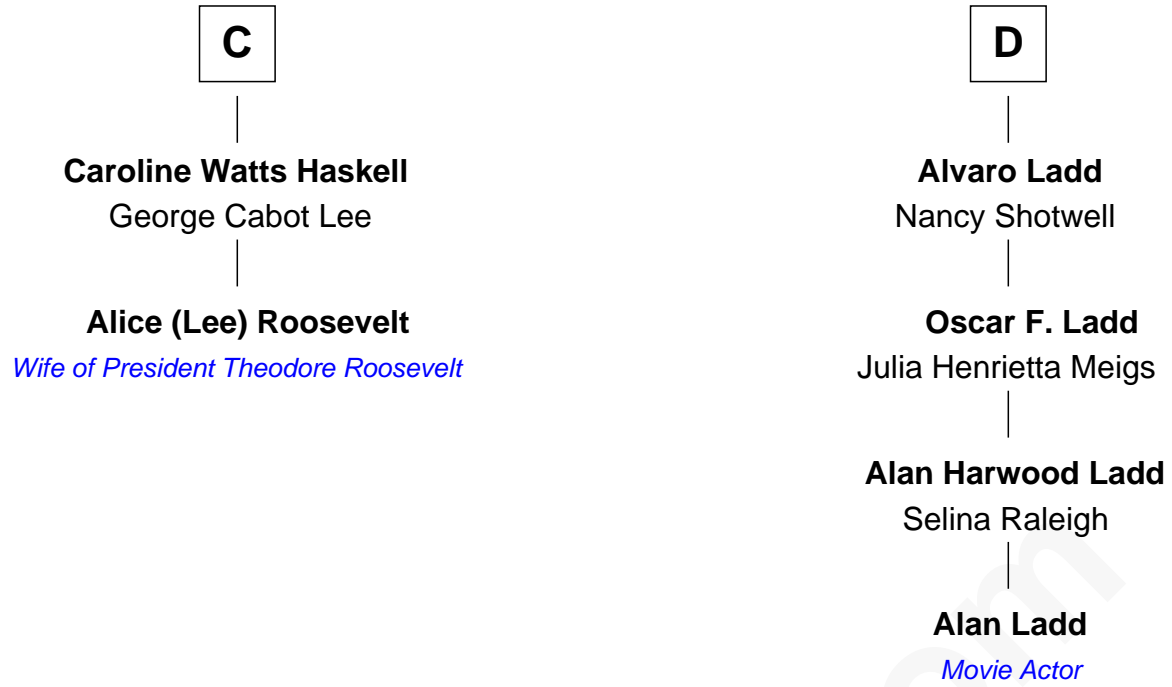 C
Caroline Watts Haskell
George Cabot Lee
Alice (Lee) Roosevelt
Wife of President Theodore Roosevelt
D
Alvaro Ladd
Nancy Shotwell
Oscar F. Ladd
Julia Henrietta Meigs
Alan Harwood Ladd
Selina Raleigh
Alan Ladd
Movie Actor